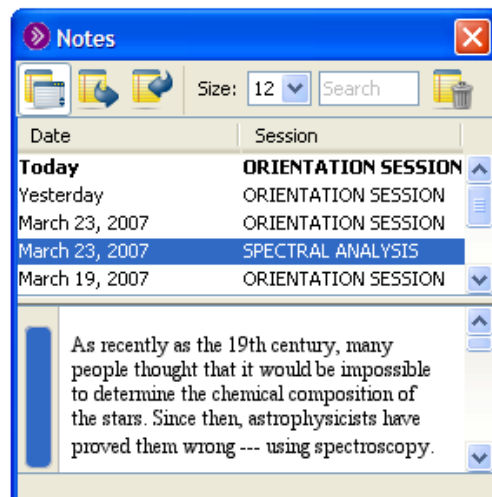 Notes
Size: 12 Search
Date Session
Today ORIENTATION SESSION
Yesterday ORIENTATION SESSION
March 23, 2007 ORIENTATION SESSION
March 23, 2007 SPECTRAL ANALYSIS
March 19, 2007 ORIENTATION SESSION
As recently as the 19th century, many
people thought that it would be impossible
to determine the chemical composition of
the stars. Since then, astrophysicists have
proved them wrong --- using spectroscopy.